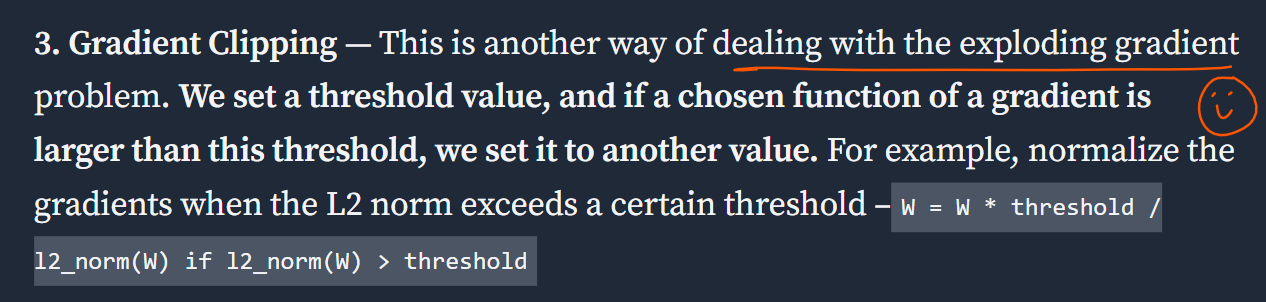 3. Gradient Clipping — This is another way of dealing with the exploding gradient
problem. We set a threshold value, and if a chosen function of a gradient is
larger than this threshold, we set it to another value. For example, normalize the
gradients when the L2 norm exceeds a certain threshold – W = W * threshold /
l2_norm(W) if l2_norm(W) > threshold